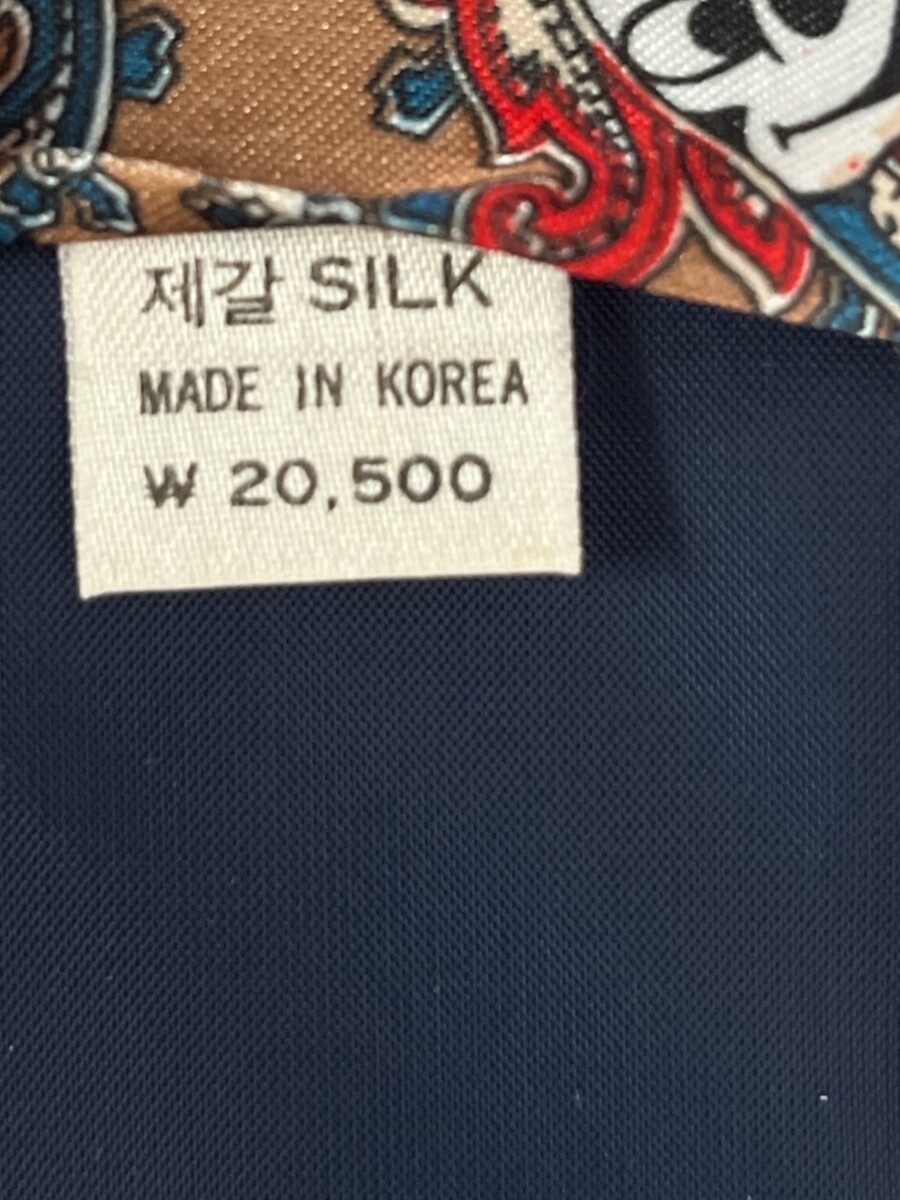 제갈 SILK
MADE IN KOREA
₩ 20,500